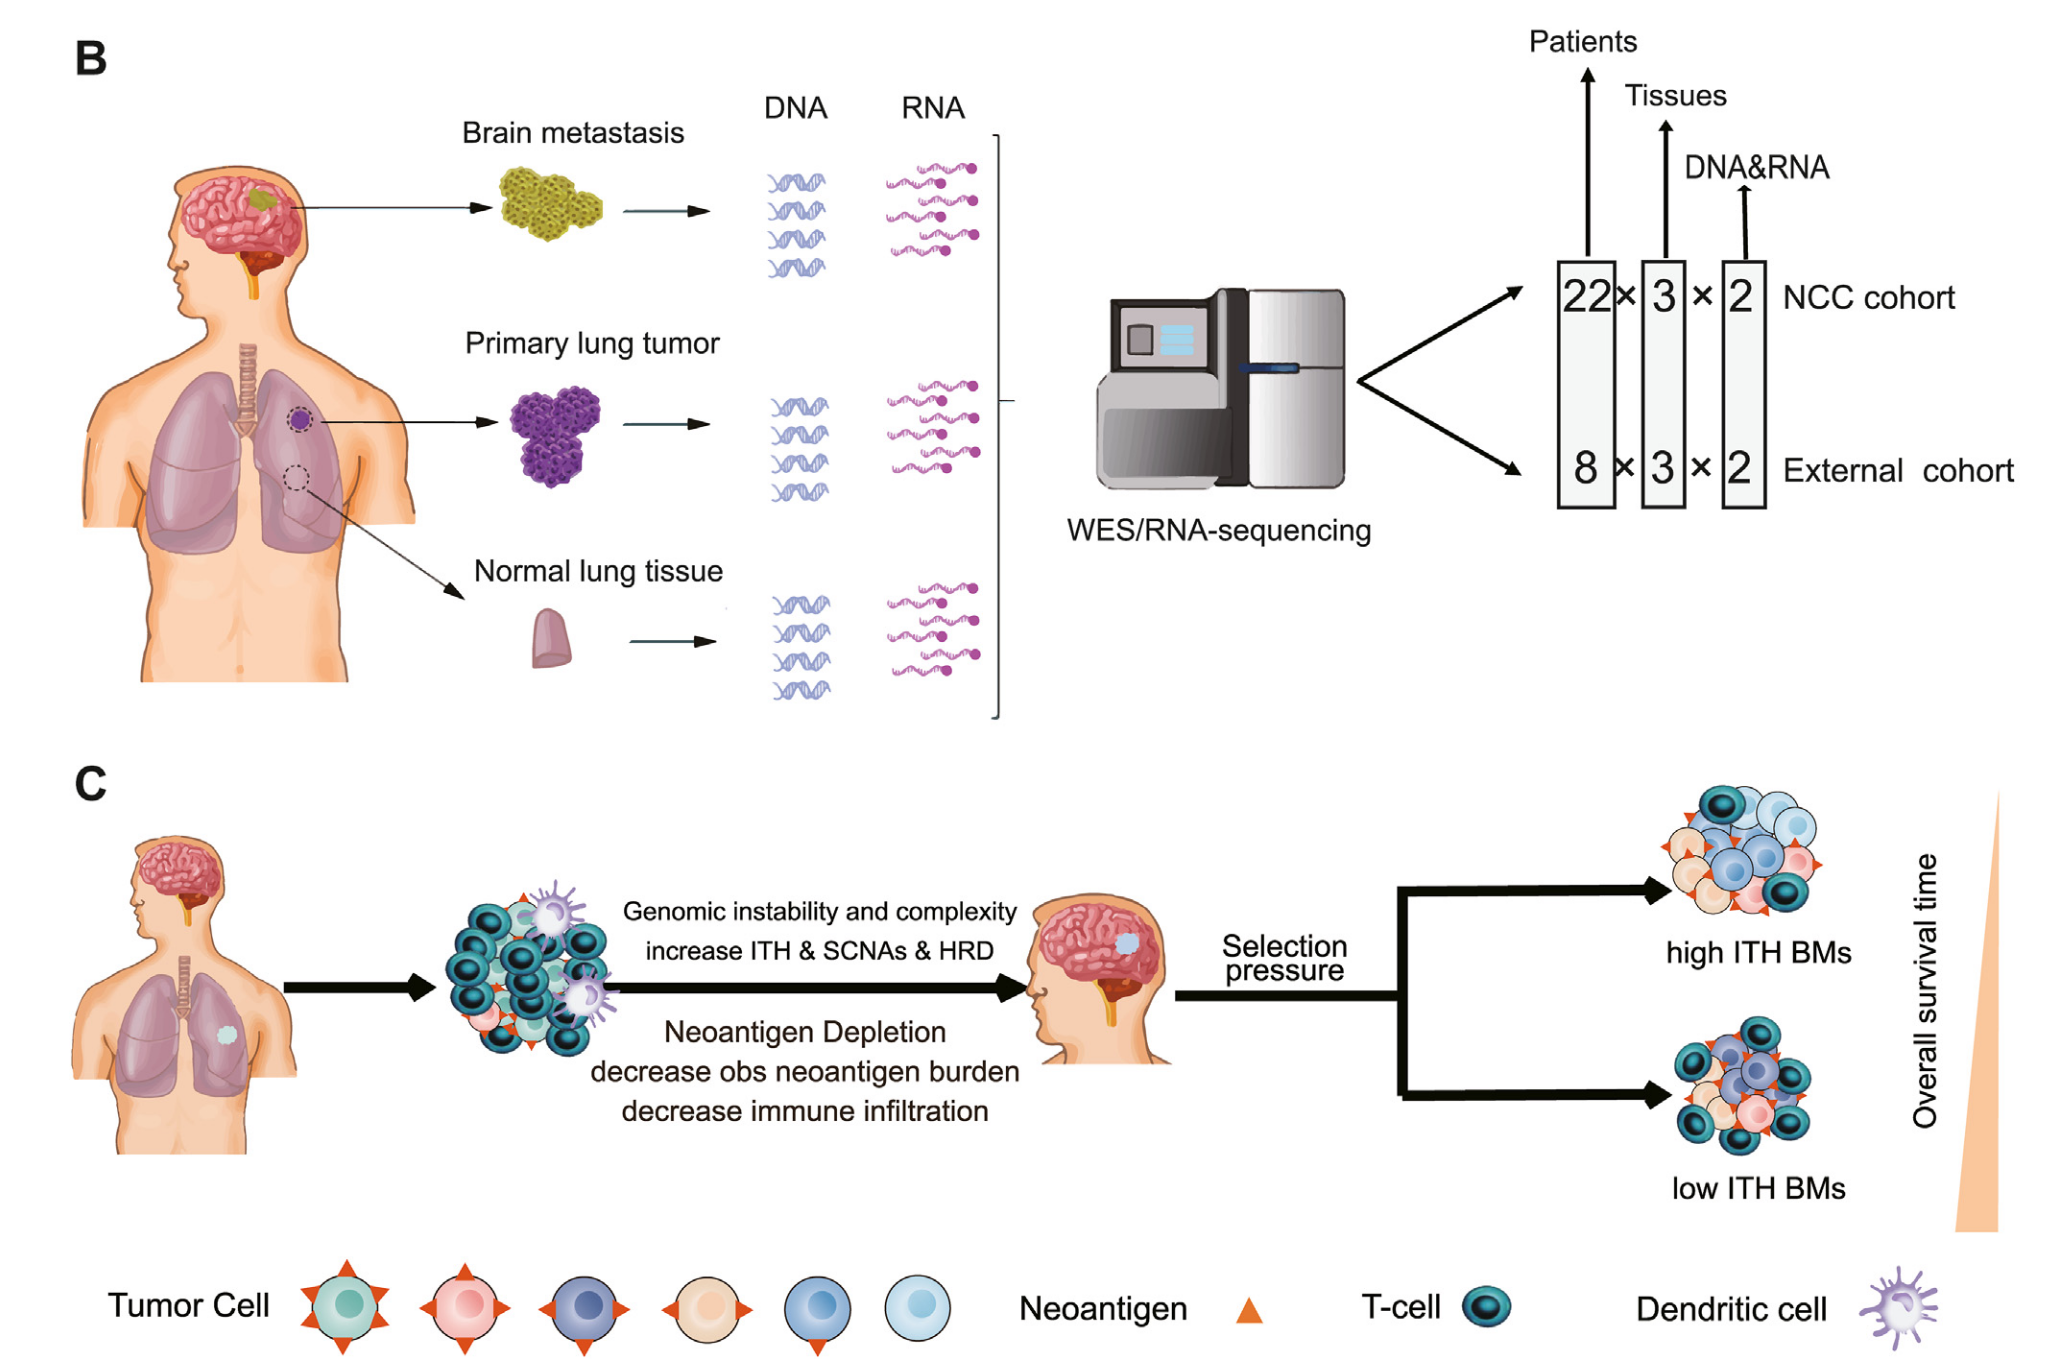 B
Patients
Tissues
DNA&RNA
DNA RNA
Brain metastasis
Primary lung tumor
Normal lung tissue
WES/RNA-sequencing
22 × 3 × 2 NCC cohort
8 × 3 × 2 External cohort
C
Genomic instability and complexity
increase ITH & SCNAs & HRD
Neoantigen Depletion
decrease obs neoantigen burden
decrease immune infiltration
Selection
pressure
high ITH BMs
low ITH BMs
Overall survival time
Tumor Cell
Neoantigen
T-cell
Dendritic cell